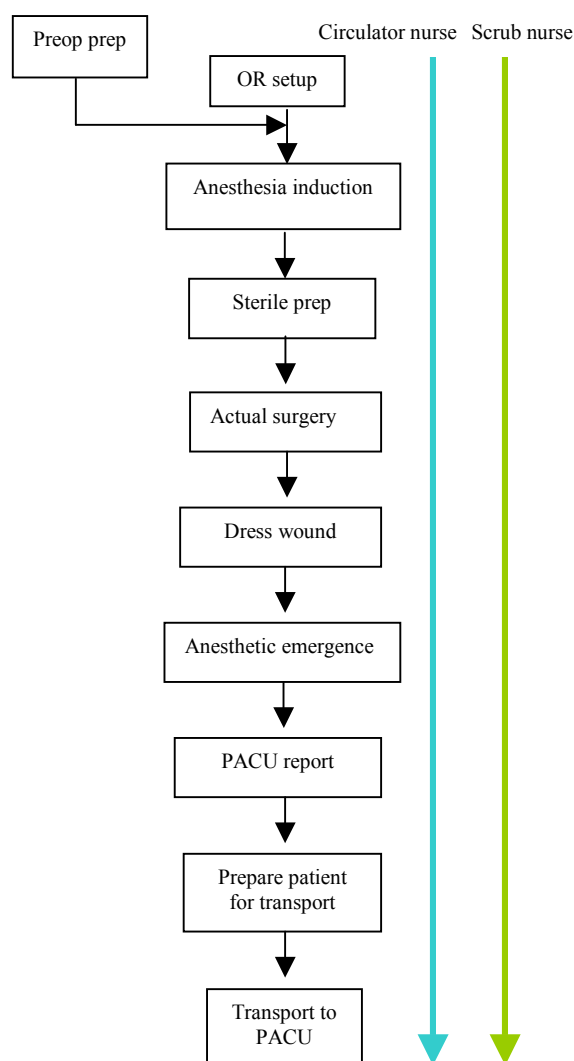 Preop prep
Circulator nurse
Scrub nurse
OR setup
Anesthesia induction
Sterile prep
Actual surgery
Dress wound
Anesthetic emergence
PACU report
Prepare patient
for transport
Transport to
PACU